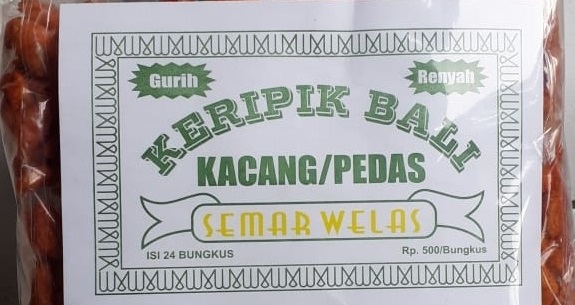 Gurih
Renyah
KERIPIK BALI
KACANG/PEDAS
SEMAR WELAS
ISI 24 BUNGKUS
Rp. 500/Bungkus